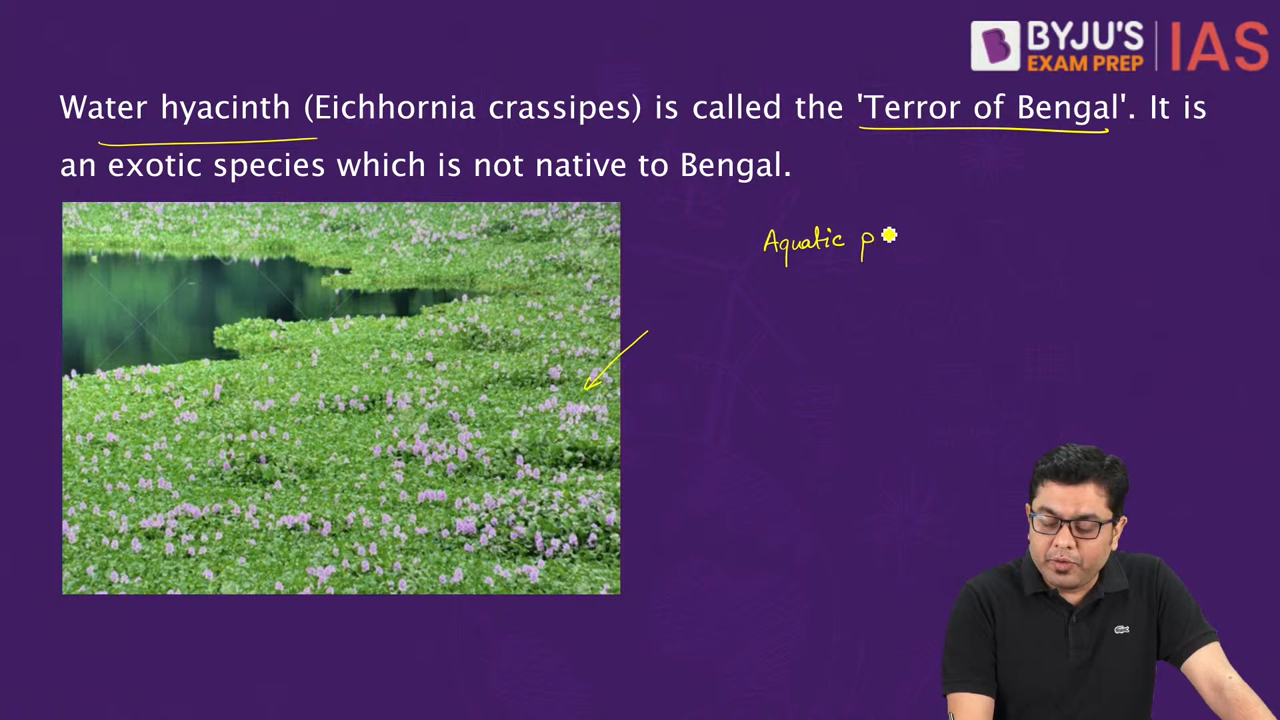 BYJU'S IAS
EXAM PREP
Water hyacinth (Eichhornia crassipes) is called the 'Terror of Bengal'. It is
an exotic species which is not native to Bengal.
Aquatic p